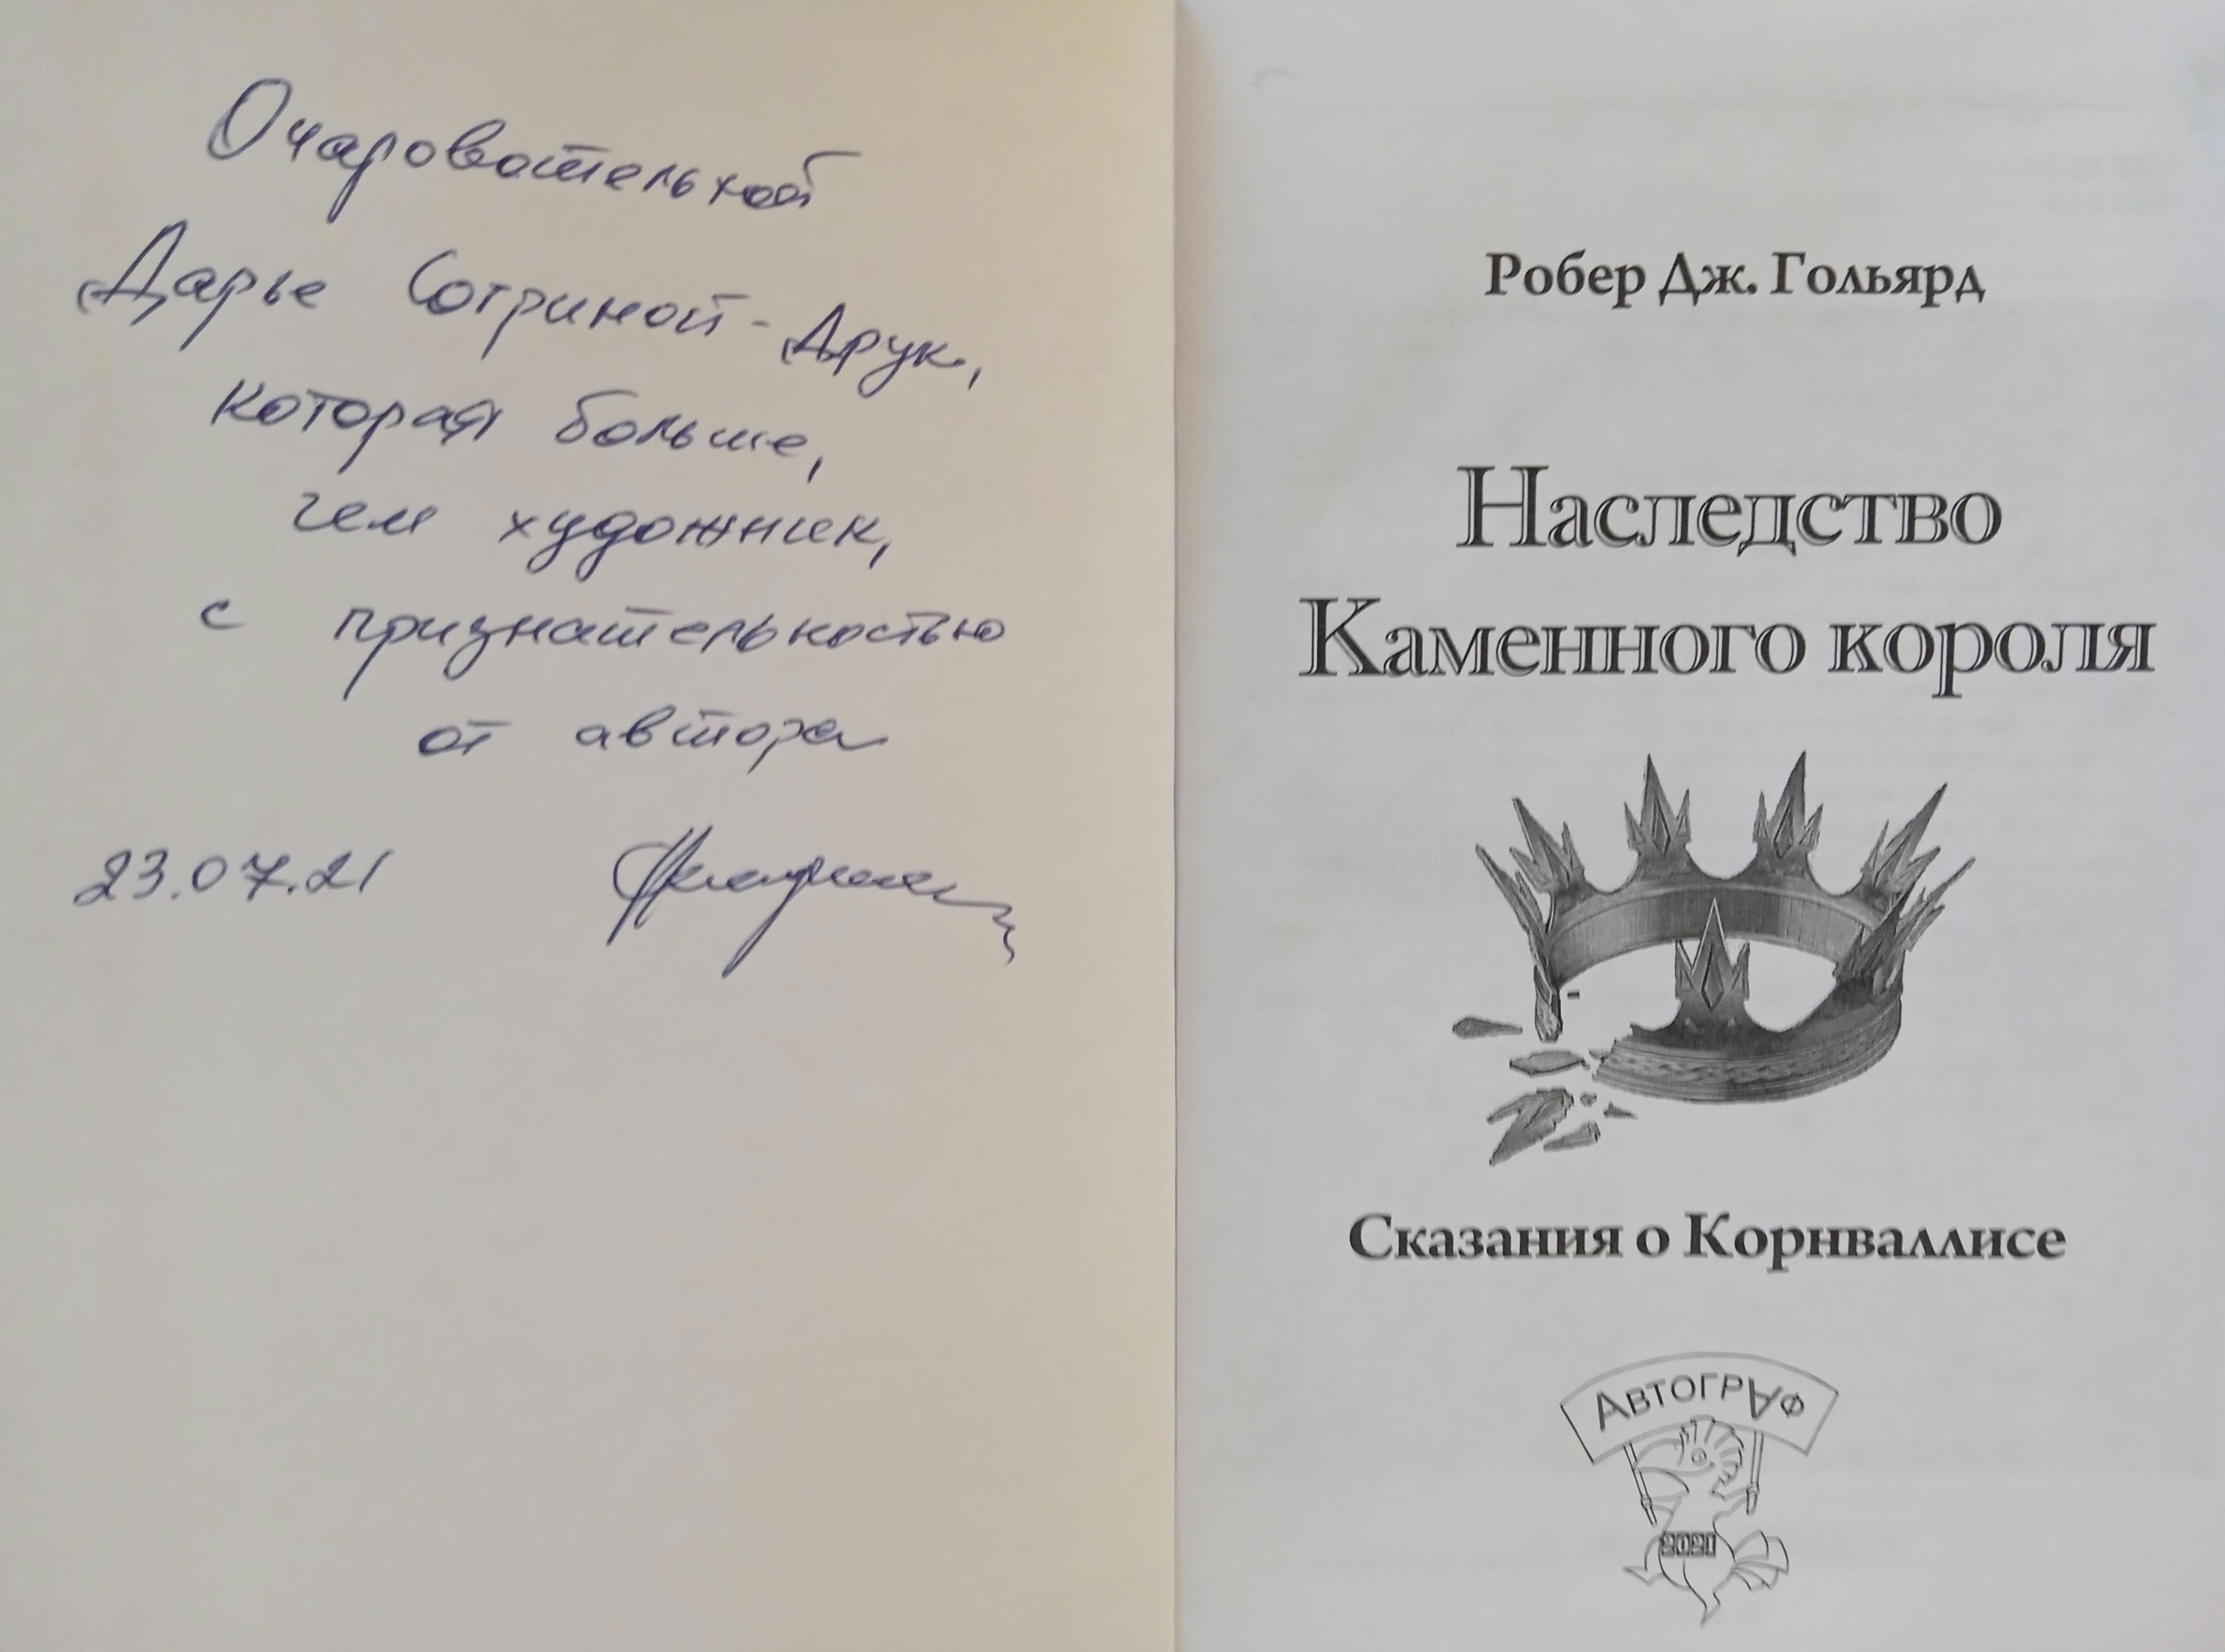 Очаровательной
Дарье Сотриной-Друк,
которая больше,
чем художник,
с признательностью
от автора
23.07.21
Робер Дж. Гольярд
Наследство
Каменного короля
Сказания о Корнваллисе
АВТОГРАФ
2021